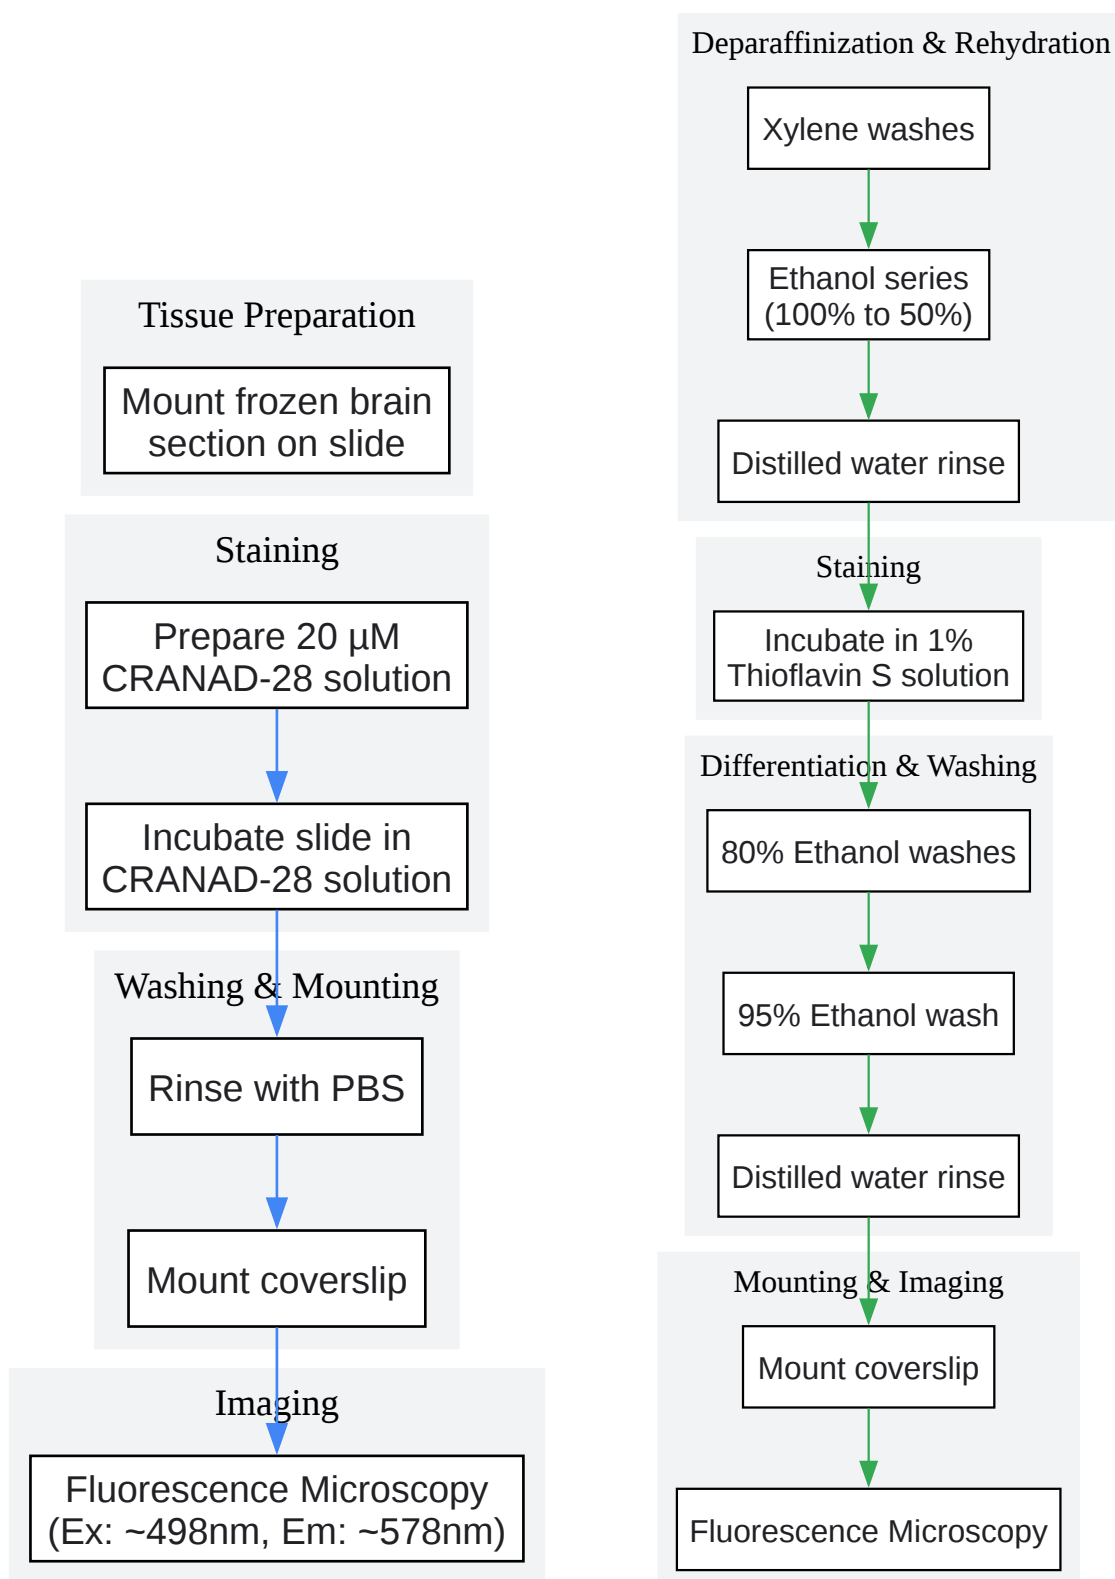 Tissue Preparation
Mount frozen brain
section on slide
Staining
Prepare 20 µM
CRANAD-28 solution
Incubate slide in
CRANAD-28 solution
Washing & Mounting
Rinse with PBS
Mount coverslip
Imaging
Fluorescence Microscopy
(Ex: ~498nm, Em: ~578nm)
Deparaffinization & Rehydration
Xylene washes
Ethanol series
(100% to 50%)
Distilled water rinse
Staining
Incubate in 1%
Thioflavin S solution
Differentiation & Washing
80% Ethanol washes
95% Ethanol wash
Distilled water rinse
Mounting & Imaging
Mount coverslip
Fluorescence Microscopy